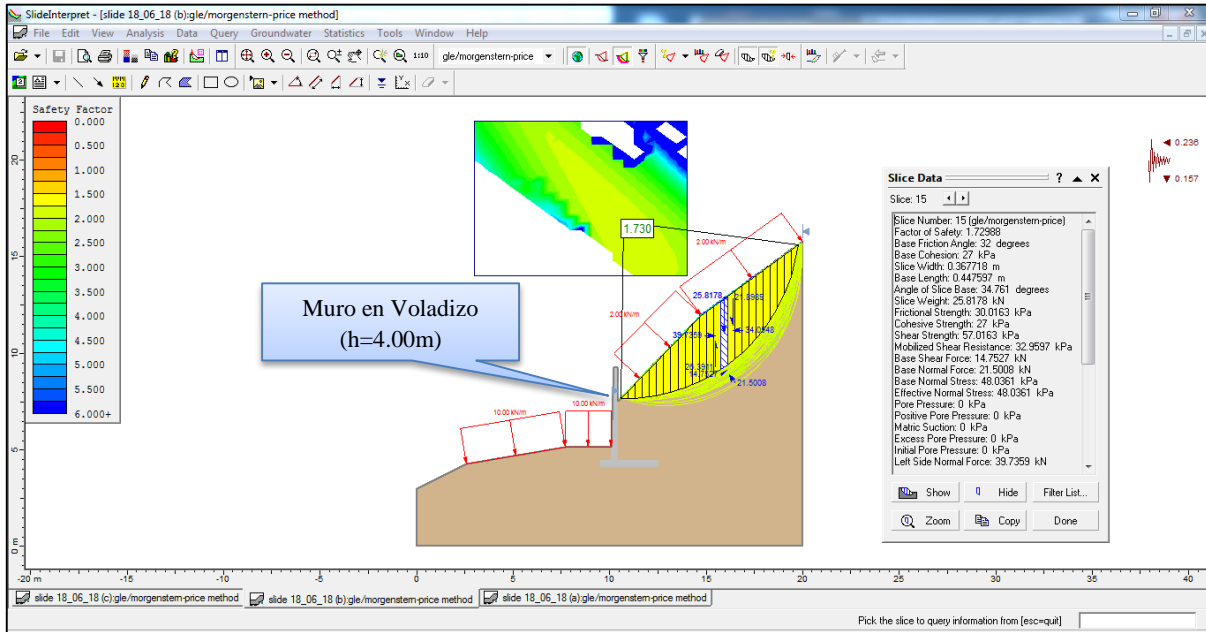 SlideInterpret - [slide 18_06_18 (b):gle/morgenstern-price method]
File Edit View Analysis Data Query Groundwater Statistics Tools Window Help
1:10 gle/morgenstern-price
Safety Factor
0.000
0.500
1.000
1.500
2.000
2.500
3.000
3.500
4.000
4.500
5.000
5.500
6.000+
20
15
10
5
0
m
0.236
0.157
1.730
2.00 kN/m
2.00 kN/m
25.8178
39.7359
21.5008
10.00 kN/m
10.00 kN/m
Muro en Voladizo
(h=4.00m)
Slice Data
Slice: 15
Slice Number: 15 (gle/morgenstern-price)
Factor of Safety: 1.72988
Base Friction Angle: 32 degrees
Base Cohesion: 27 kPa
Slice Width: 0.367718 m
Base Length: 0.447597 m
Angle of Slice Base: 34.761 degrees
Slice Weight: 25.8178 kN
Frictional Strength: 30.0163 kPa
Cohesive Strength: 27 kPa
Shear Strength: 57.0163 kPa
Mobilized Shear Resistance: 32.9597 kPa
Base Shear Force: 14.7527 kN
Base Normal Force: 21.5008 kN
Base Normal Stress: 48.0361 kPa
Effective Normal Stress: 48.0361 kPa
Pore Pressure: 0 kPa
Positive Pore Pressure: 0 kPa
Matric Suction: 0 kPa
Excess Pore Pressure: 0 kPa
Initial Pore Pressure: 0 kPa
Left Side Normal Force: 39.7359 kN
Show Hide Filter List...
Zoom Copy Done
-20 m -15 -10 -5 0 5 10 15 20 25 30 35 40
slide 18_06_18 (c):gle/morgenstern-price method slide 18_06_18 (b):gle/morgenstern-price method slide 18_06_18 (a):gle/morgenstern-price method
Pick the slice to query information from [esc=quit]